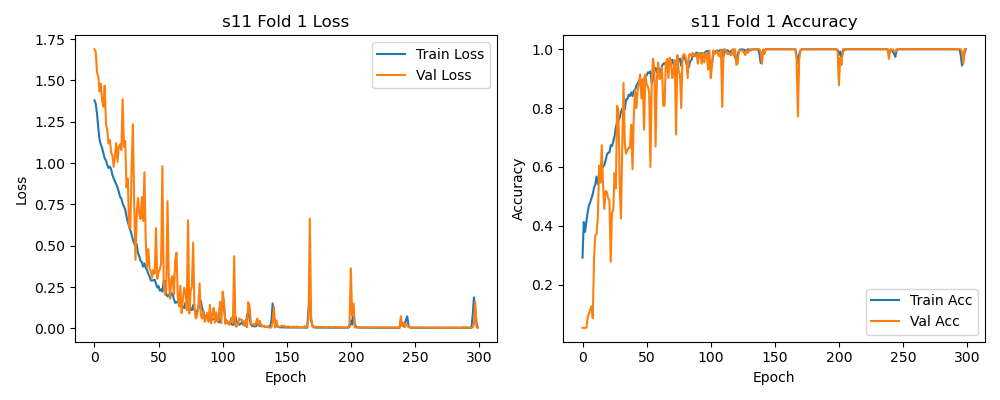 s11 Fold 1 Loss
1.75
1.50
1.25
1.00
0.75
0.50
0.25
0.00
Loss
0 50 100 150 200 250 300
Epoch
Train Loss
Val Loss
s11 Fold 1 Accuracy
1.0
0.8
0.6
0.4
0.2
Accuracy
0 50 100 150 200 250 300
Epoch
Train Acc
Val Acc